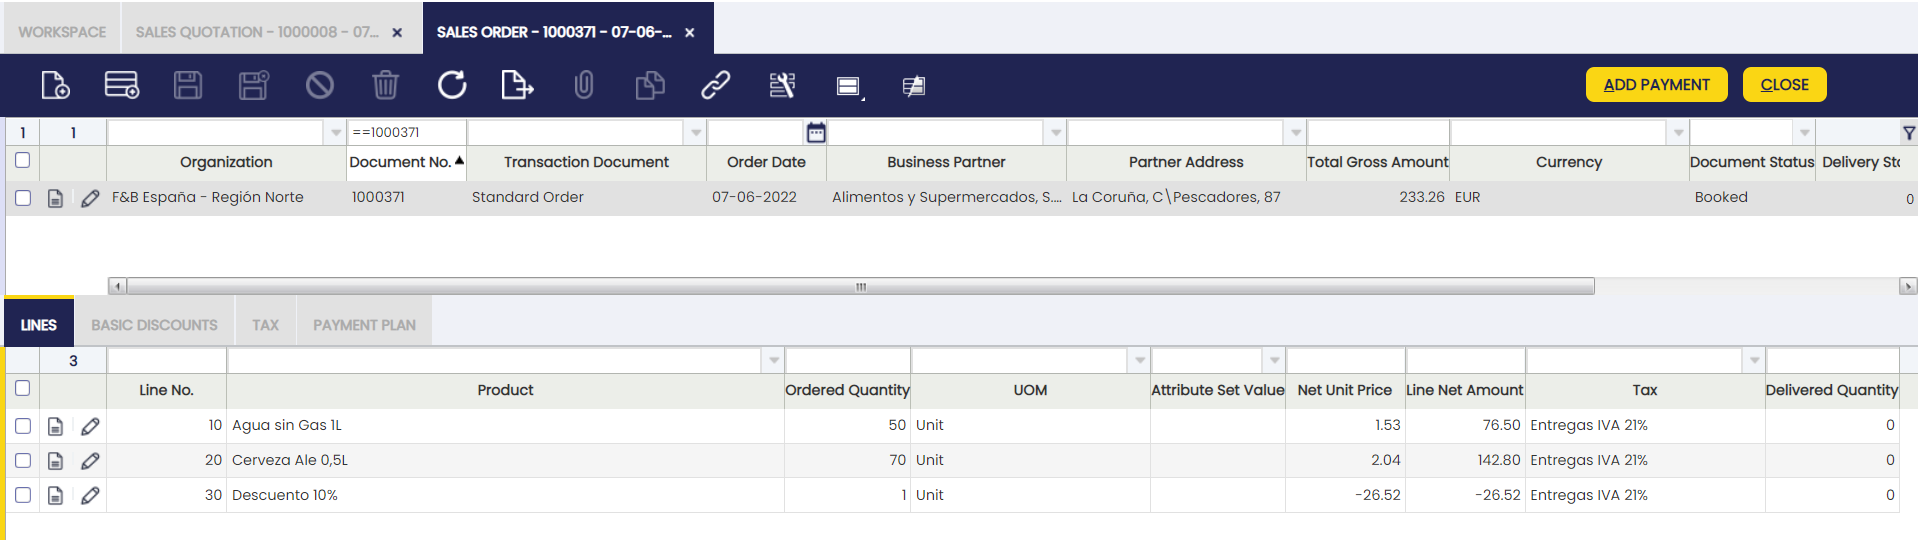 WORKSPACE SALES QUOTATION - 1000008 - 07... × SALES ORDER - 1000371 - 07-06-... ×
ADD PAYMENT CLOSE
1 1 ==1000371
Organization Document No. Transaction Document Order Date Business Partner Partner Address Total Gross Amount Currency Document Status Delivery Sta
F&B España - Región Norte 1000371 Standard Order 07-06-2022 Alimentos y Supermercados, S.... La Coruña, C\Pescadores, 87 233.26 EUR Booked 0
LINES BASIC DISCOUNTS TAX PAYMENT PLAN
3
Line No. Product Ordered Quantity UOM Attribute Set Value Net Unit Price Line Net Amount Tax Delivered Quantity
10 Agua sin Gas 1L 50 Unit 1.53 76.50 Entregas IVA 21% 0
20 Cerveza Ale 0,5L 70 Unit 2.04 142.80 Entregas IVA 21% 0
30 Descuento 10% 1 Unit -26.52 -26.52 Entregas IVA 21% 0